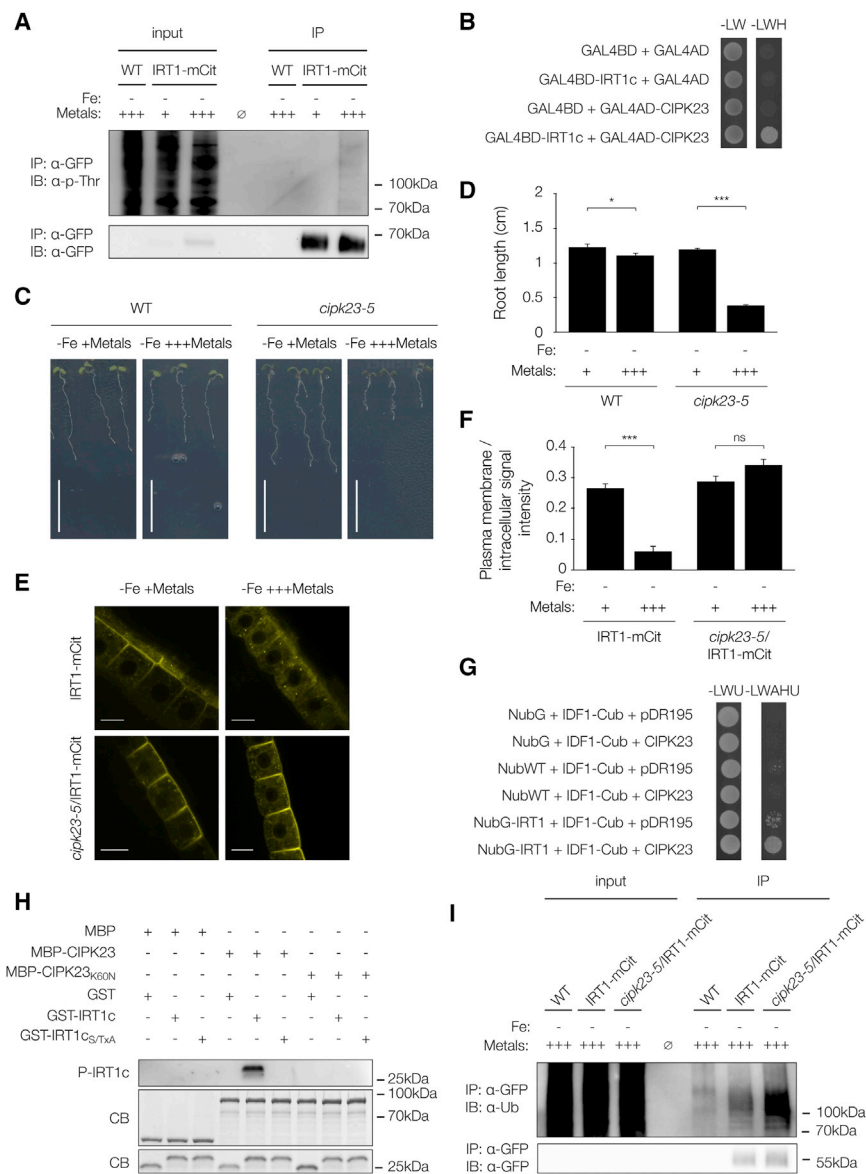 A
input IP
WT IRT1-mCit WT IRT1-mCit
Fe: - - - -
Metals: +++ + +++ ∅ +++ + +++
IP: α-GFP
IB: α-p-Thr
– 100kDa
– 70kDa
IP: α-GFP
IB: α-GFP
– 70kDa
B
-LW -LWH
GAL4BD + GAL4AD
GAL4BD-IRT1c + GAL4AD
GAL4BD + GAL4AD-CIPK23
GAL4BD-IRT1c + GAL4AD-CIPK23
C
WT cipk23-5
-Fe +Metals -Fe +++Metals -Fe +Metals -Fe +++Metals
D
Root length (cm)
2
1.5
1
0.5
0
* ***
Fe: - - - -
Metals: + +++ + +++
WT cipk23-5
E
-Fe +Metals -Fe +++Metals
IRT1-mCit
cipk23-5/IRT1-mCit
F
Plasma membrane /
intracellular signal
intensity
0.4
0.3
0.2
0.1
0
*** ns
Fe: - - - -
Metals: + +++ + +++
IRT1-mCit cipk23-5/
IRT1-mCit
G
-LWU -LWAHU
NubG + IDF1-Cub + pDR195
NubG + IDF1-Cub + CIPK23
NubWT + IDF1-Cub + pDR195
NubWT + IDF1-Cub + CIPK23
NubG-IRT1 + IDF1-Cub + pDR195
NubG-IRT1 + IDF1-Cub + CIPK23
H
MBP + + + - - - - - -
MBP-CIPK23 - - - + + + - - -
MBP-CIPK23K60N - - - - - - + + +
GST + - - + - - + - -
GST-IRT1c - + - - + - - + -
GST-IRT1cS/TxA - - + - - + - - +
P-IRT1c
– 25kDa
CB
– 100kDa
– 70kDa
CB
– 25kDa
I
input IP
WT IRT1-mCit cipk23-5/IRT1-mCit WT IRT1-mCit cipk23-5/IRT1-mCit
Fe: - - - - - -
Metals: +++ +++ +++ ∅ +++ +++ +++
IP: α-GFP
IB: α-Ub
– 100kDa
– 70kDa
IP: α-GFP
IB: α-GFP
– 55kDa